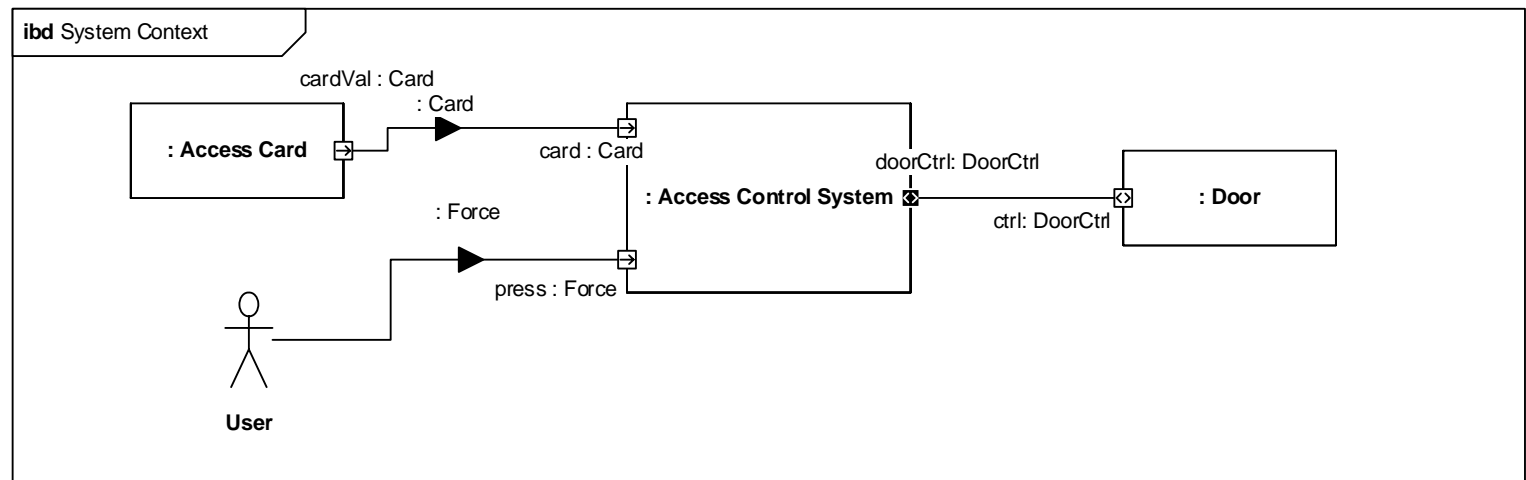 ibd System Context
cardVal : Card
: Card
: Access Card
card : Card
doorCtrl: DoorCtrl
: Access Control System
: Door
: Force
ctrl: DoorCtrl
press : Force
User